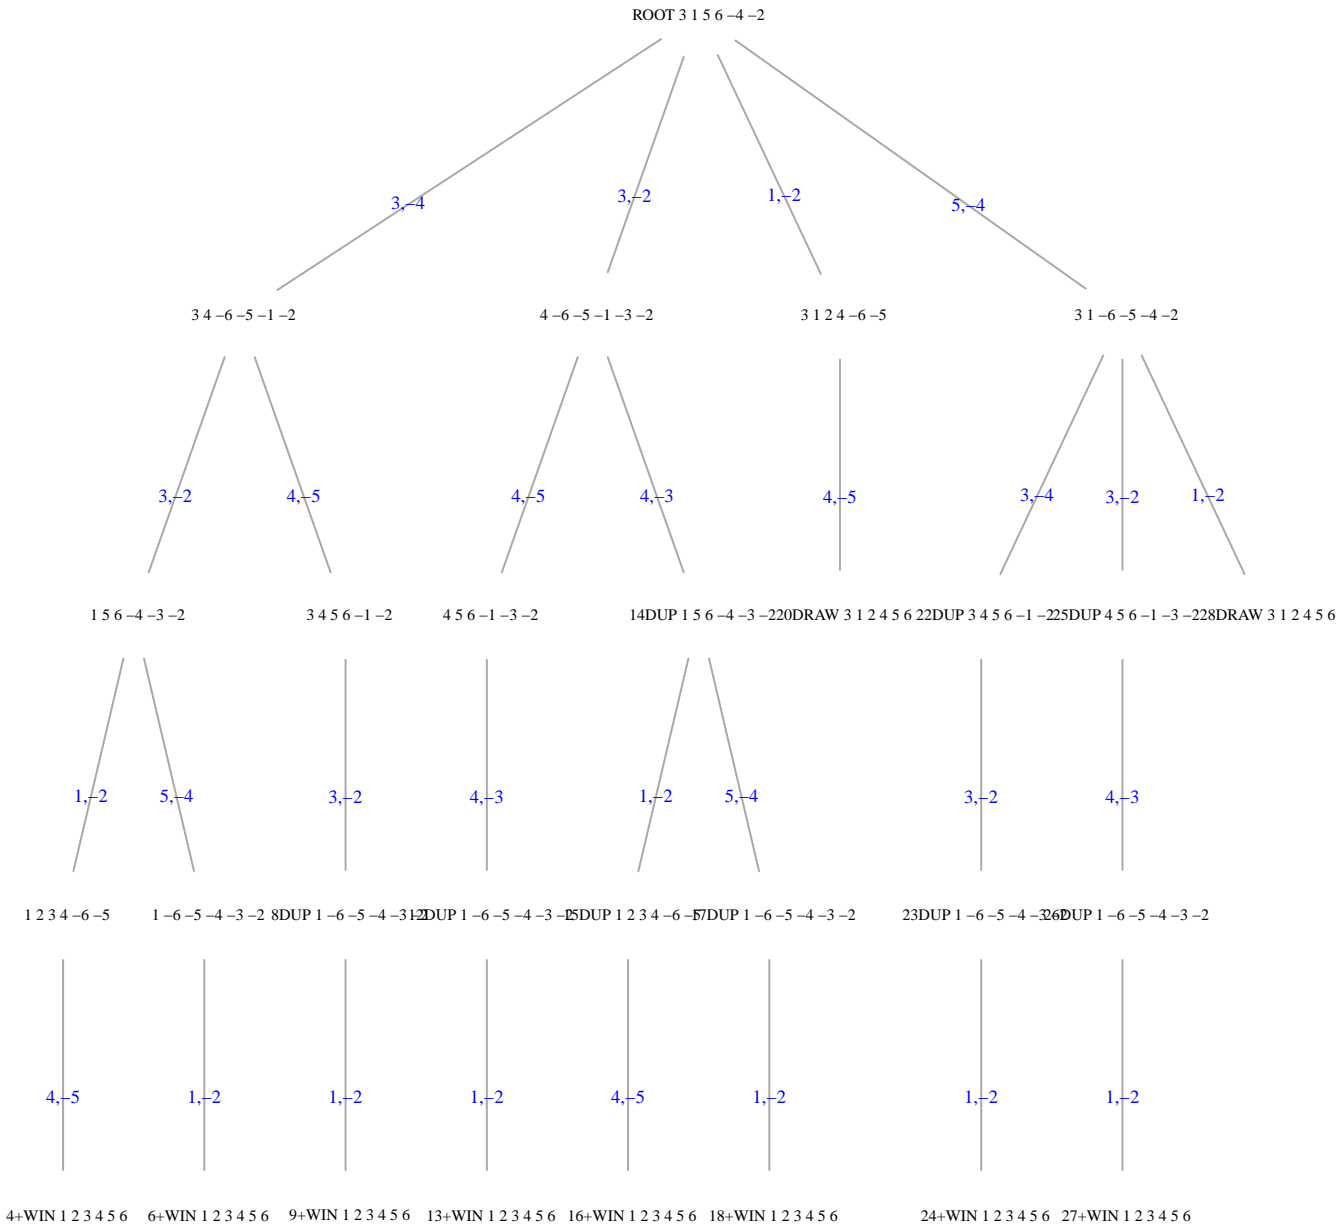 ROOT 3 1 5 6 –4 –2
3,–4 3,–2 1,–2 5,–4
3 4 –6 –5 –1 –2 4 –6 –5 –1 –3 –2 3 1 2 4 –6 –5 3 1 –6 –5 –4 –2
3,–2 4,–5 4,–5 4,–3 4,–5 3,–4 3,–2 1,–2
1 5 6 –4 –3 –2 3 4 5 6 –1 –2 4 5 6 –1 –3 –2 14DUP 1 5 6 –4 –3 –2 20DRAW 3 1 2 4 5 6 22DUP 3 4 5 6 –1 –2 25DUP 4 5 6 –1 –3 –2 28DRAW 3 1 2 4 5 6
1,–2 5,–4 3,–2 4,–3 1,–2 5,–4 3,–2 4,–3
1 2 3 4 –6 –5 1 –6 –5 –4 –3 –2 8DUP 1 –6 –5 –4 –3 –2 12DUP 1 –6 –5 –4 –3 –2 15DUP 1 2 3 4 –6 –5 17DUP 1 –6 –5 –4 –3 –2 23DUP 1 –6 –5 –4 –3 –2 26DUP 1 –6 –5 –4 –3 –2
4,–5 1,–2 1,–2 1,–2 4,–5 1,–2 1,–2 1,–2
4+WIN 1 2 3 4 5 6 6+WIN 1 2 3 4 5 6 9+WIN 1 2 3 4 5 6 13+WIN 1 2 3 4 5 6 16+WIN 1 2 3 4 5 6 18+WIN 1 2 3 4 5 6 24+WIN 1 2 3 4 5 6 27+WIN 1 2 3 4 5 6